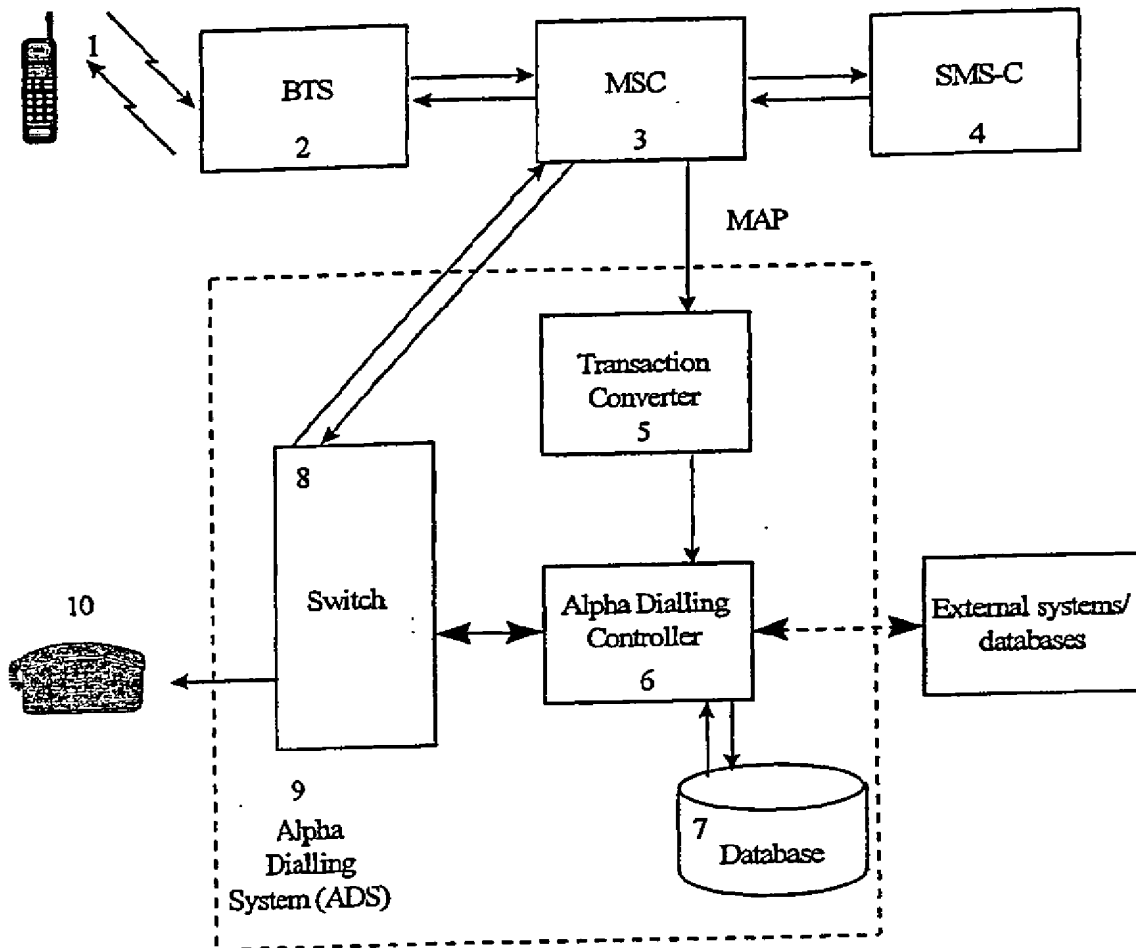 1
BTS
2
MSC
3
SMS-C
4
MAP
Transaction
Converter
5
8
Switch
Alpha Dialling
Controller
6
External systems/
databases
10
7
Database
9
Alpha
Dialling
System (ADS)